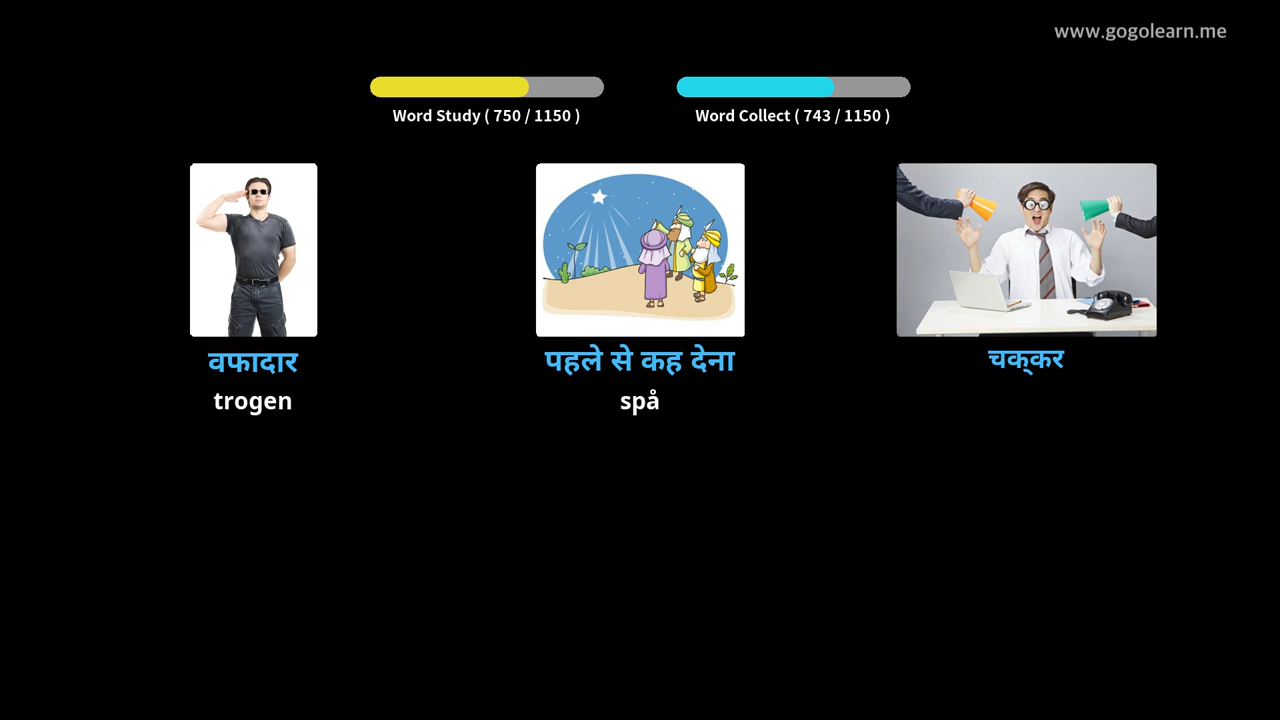 www.gogolearn.me
Word Study ( 750 / 1150 )
Word Collect ( 743 / 1150 )
वफादार
trogen
पहले से कह देना
spå
चक्कर